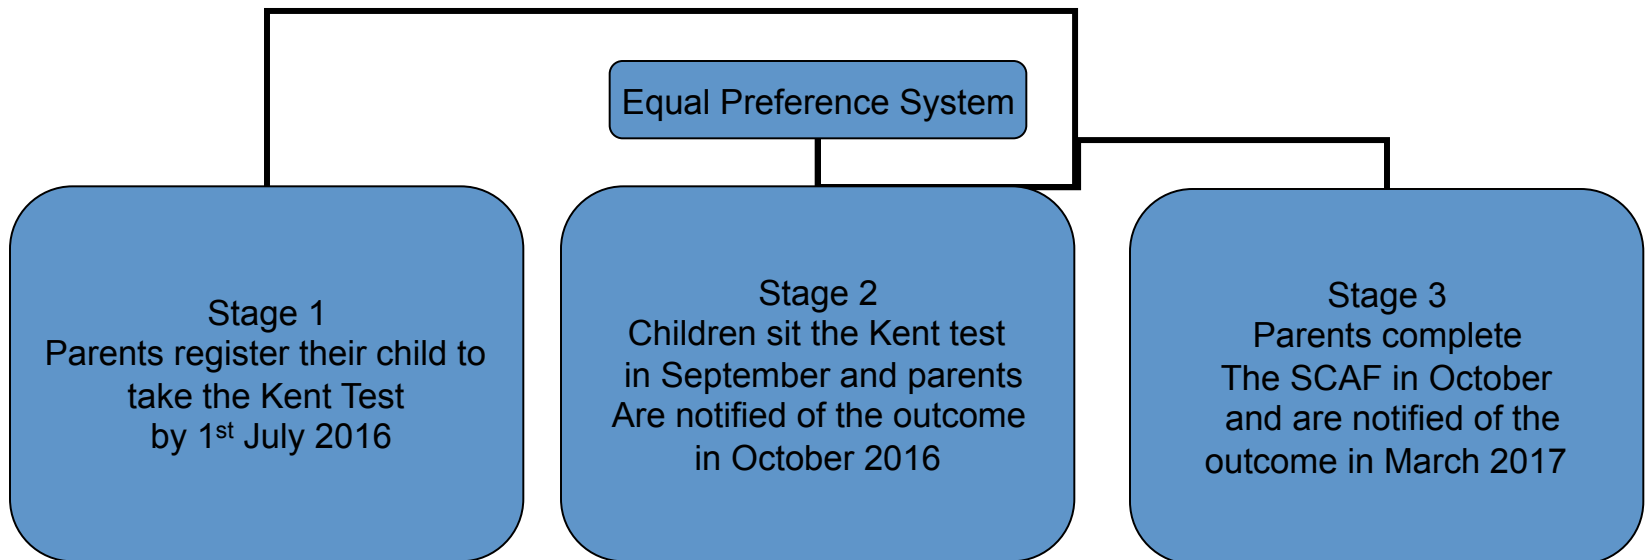 Equal Preference System
Stage 1
Parents register their child to
take the Kent Test
by 1st July 2016
Stage 2
Children sit the Kent test
in September and parents
Are notified of the outcome
in October 2016
Stage 3
Parents complete
The SCAF in October
and are notified of the
outcome in March 2017